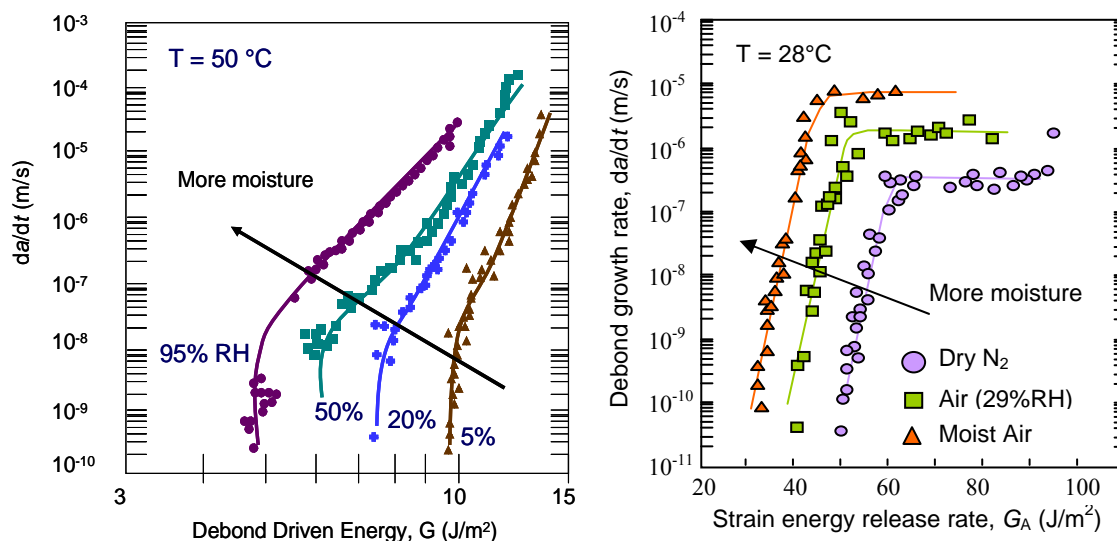 10-3
T = 50 °C
10-4
10-5
More moisture
10-6
10-7
10-8
95% RH
10-9
50%
20%
5%
10-10
da/dt (m/s)
3
10
15
Debond Driven Energy, G (J/m2)
10-4
T = 28°C
10-5
10-6
10-7
10-8
More moisture
10-9
Dry N2
10-10
Air (29%RH)
Moist Air
10-11
Debond growth rate, da/dt (m/s)
20
40
60
80
100
Strain energy release rate, GA (J/m2)